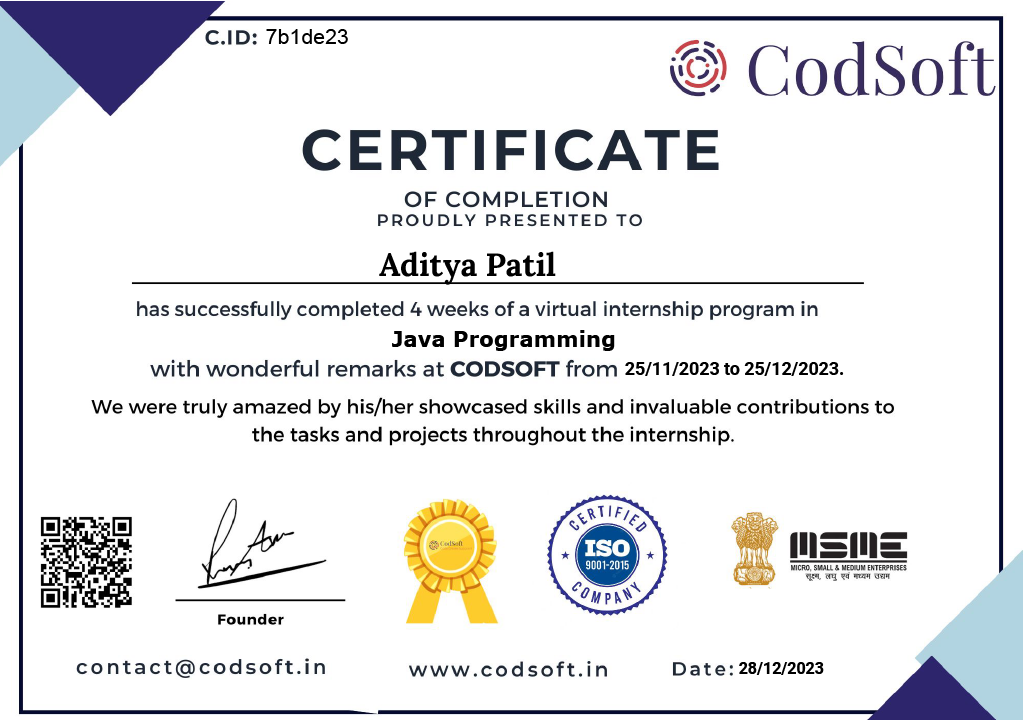 C.ID: 7b1de23
CodSoft
CERTIFICATE
OF COMPLETION
PROUDLY PRESENTED TO
Aditya Patil
has successfully completed 4 weeks of a virtual internship program in
Java Programming
with wonderful remarks at CODSOFT from 25/11/2023 to 25/12/2023.
We were truly amazed by his/her showcased skills and invaluable contributions to
the tasks and projects throughout the internship.
Founder
CodSoft
CERTIFIED
ISO
9001-2015
COMPANY
MSME
MICRO, SMALL & MEDIUM ENTERPRISES
सूक्ष्म, लघु एवं मध्यम उद्यम
contact@codsoft.in
www.codsoft.in
Date: 28/12/2023